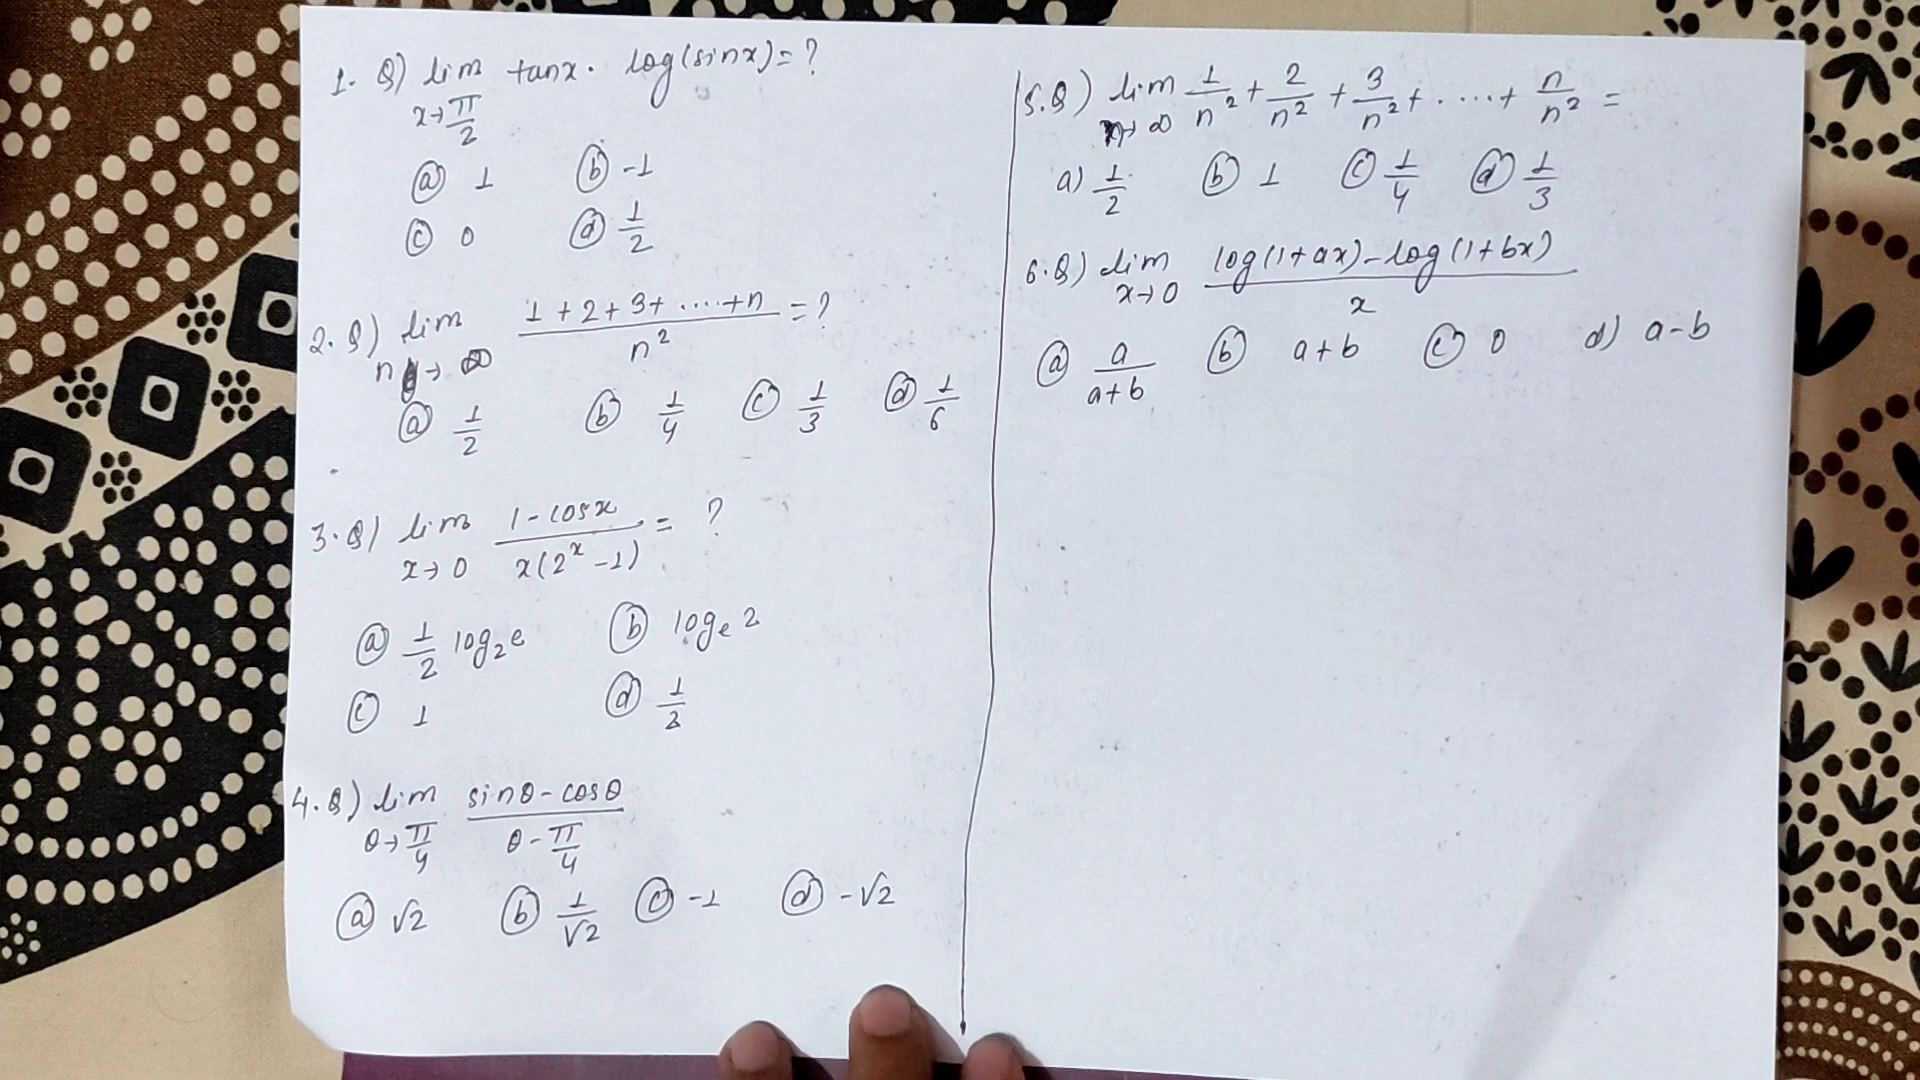 1. Q) lim x→π/2 tanx · log(sinx) = ?
ⓐ 1 ⓑ -1
ⓒ 0 ⓓ 1/2
2. Q) lim n→∞ (1+2+3+ .... +n)/n² = ?
ⓐ 1/2 ⓑ 1/4 ⓒ 1/3 ⓓ 1/6
3. Q) lim x→0 (1-cosx)/(x(2ˣ-1)) = ?
ⓐ 1/2 log₂e ⓑ logₑ2
ⓒ 1 ⓓ 1/2
4. Q) lim θ→π/4 (sinθ-cosθ)/(θ-π/4)
ⓐ √2 ⓑ 1/√2 ⓒ -1 ⓓ -√2
5. Q) lim n→∞ 1/n² + 2/n² + 3/n² + ..... + n/n² =
a) 1/2 ⓑ 1 ⓒ 1/4 ⓓ 1/3
6. Q) lim x→0 (log(1+ax)-log(1+bx))/x
ⓐ a/(a+b) ⓑ a+b ⓒ 0 d) a-b